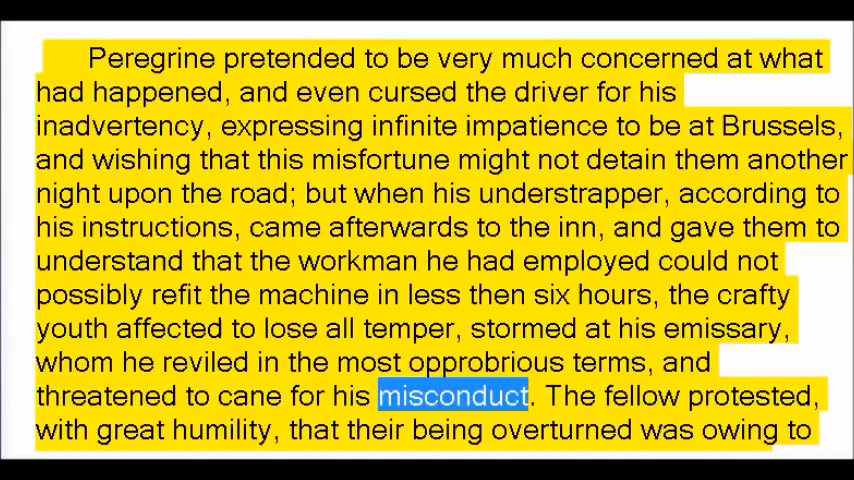 Peregrine pretended to be very much concerned at what
had happened, and even cursed the driver for his
inadvertency, expressing infinite impatience to be at Brussels,
and wishing that this misfortune might not detain them another
night upon the road; but when his understrapper, according to
his instructions, came afterwards to the inn, and gave them to
understand that the workman he had employed could not
possibly refit the machine in less then six hours, the crafty
youth affected to lose all temper, stormed at his emissary,
whom he reviled in the most opprobrious terms, and
threatened to cane for his misconduct. The fellow protested,
with great humility, that their being overturned was owing to